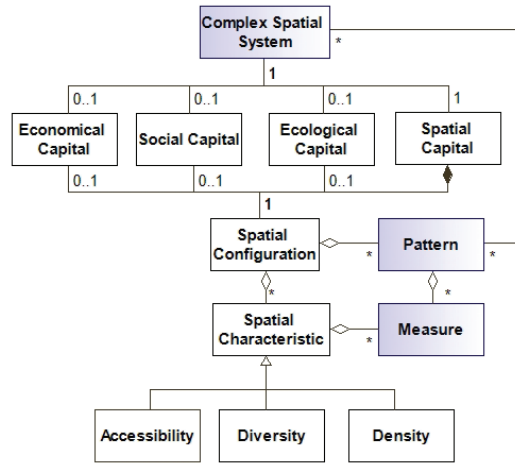 Complex Spatial
System
*
1
0..1
0..1
0..1
1
Economical
Capital
Social Capital
Ecological
Capital
Spatial
Capital
0..1
0..1
0..1
1
Spatial
Configuration
*
Pattern
*
*
*
Spatial
Characteristic
*
Measure
Accessibility
Diversity
Density